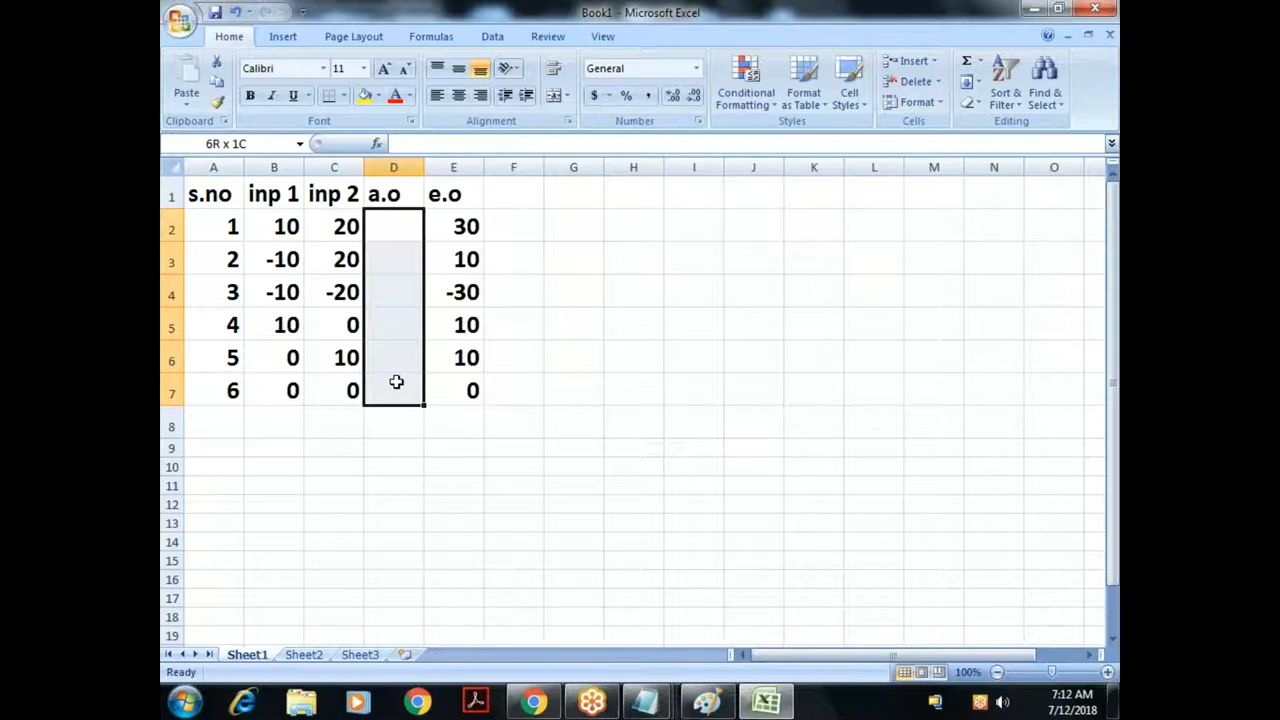 Book1 - Microsoft Excel
Home Insert Page Layout Formulas Data Review View
Paste
Clipboard
Calibri 11
B I U
Font
Alignment
General
$ % ,
Number
Conditional Formatting
Format as Table
Cell Styles
Styles
Insert
Delete
Format
Cells
Σ
Sort & Filter
Find & Select
Editing
6R x 1C fx
A B C D E F G H I J K L M N O
1 s.no inp 1 inp 2 a.o e.o
2 1 10 20 30
3 2 -10 20 10
4 3 -10 -20 -30
5 4 10 0 10
6 5 0 10 10
7 6 0 0 0
8
9
10
11
12
13
14
15
16
17
18
19
Sheet1 Sheet2 Sheet3
Ready 100%
7:12 AM
7/12/2018